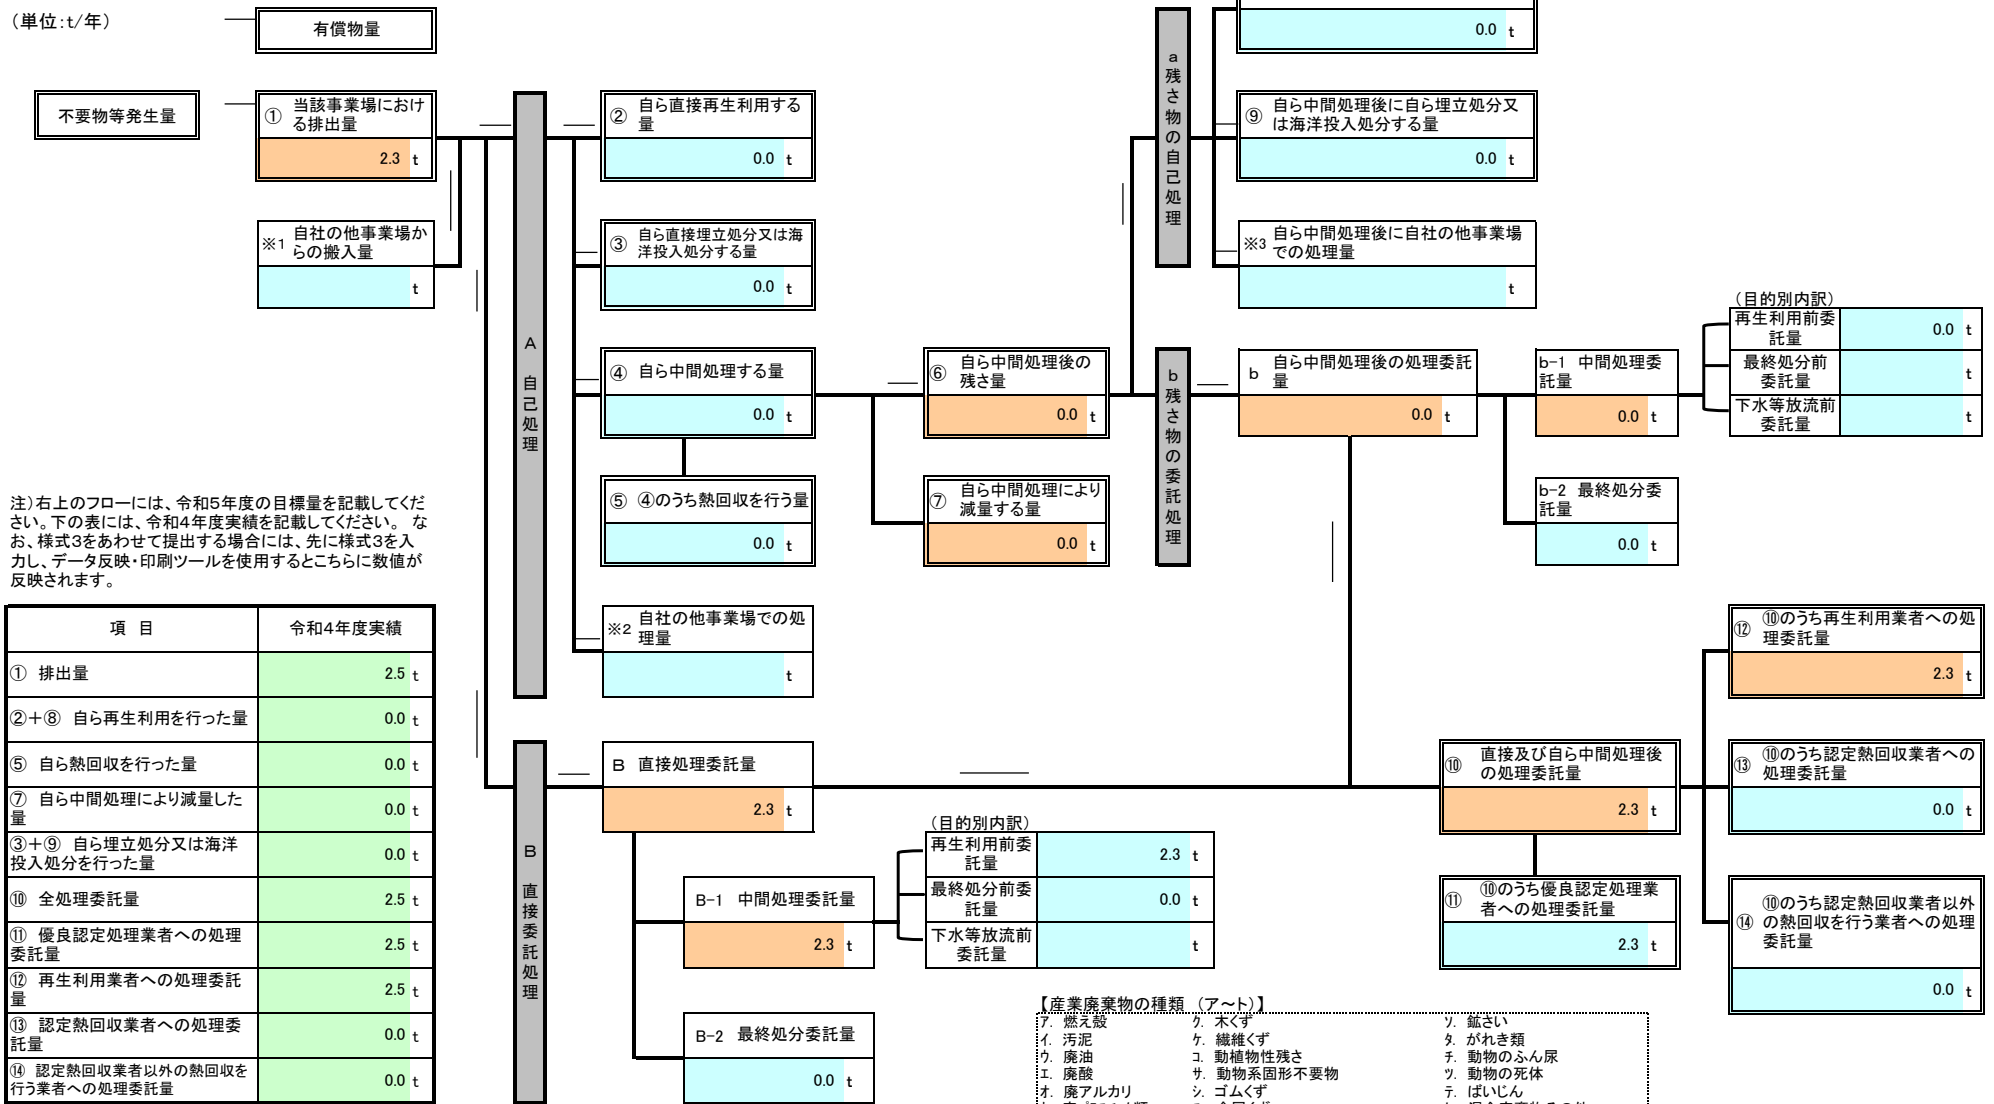 (単位:t/年)
有償物量
0.0 t
不要物等発生量
① 当該事業場におけ
る排出量
2.3 t
※1 自社の他事業場か
らの搬入量
t
A 自己処理
② 自ら直接再生利用する
量
0.0 t
③ 自ら直接埋立処分又は海
洋投入処分する量
0.0 t
④ 自ら中間処理する量
0.0 t
⑤ ④のうち熱回収を行う量
0.0 t
※2 自社の他事業場での処
理量
t
⑥ 自ら中間処理後の
残さ量
0.0 t
⑦ 自ら中間処理により
減量する量
0.0 t
a 残さ物の自己処理
⑨ 自ら中間処理後に自ら埋立処分又
は海洋投入処分する量
0.0 t
※3 自ら中間処理後に自社の他事業場
での処理量
t
b 残さ物の委託処理
b 自ら中間処理後の処理委託
量
0.0 t
b-1 中間処理委
託量
0.0 t
b-2 最終処分委
託量
0.0 t
(目的別内訳)
再生利用前委
託量
0.0 t
最終処分前
委託量
t
下水等放流前
委託量
t
注)右上のフローには、令和5年度の目標量を記載してくだ
さい。下の表には、令和4年度実績を記載してください。 な
お、様式3をあわせて提出する場合には、先に様式3を入
力し、データ反映・印刷ツールを使用するとこちらに数値が
反映されます。
項 目 令和4年度実績
① 排出量 2.5 t
②+⑧ 自ら再生利用を行った量 0.0 t
⑤ 自ら熱回収を行った量 0.0 t
⑦ 自ら中間処理により減量した
量 0.0 t
③+⑨ 自ら埋立処分又は海洋
投入処分を行った量 0.0 t
⑩ 全処理委託量 2.5 t
⑪ 優良認定処理業者への処理
委託量 2.5 t
⑫ 再生利用業者への処理委託
量 2.5 t
⑬ 認定熱回収業者への処理委
託量 0.0 t
⑭ 認定熱回収業者以外の熱回収を
行う業者への処理委託量 0.0 t
B 直接委託処理
B 直接処理委託量
2.3 t
B-1 中間処理委託量
2.3 t
B-2 最終処分委託量
0.0 t
(目的別内訳)
再生利用前委
託量
2.3 t
最終処分前委
託量
0.0 t
下水等放流前
委託量
t
⑩ 直接及び自ら中間処理後
の処理委託量
2.3 t
⑪ ⑩のうち優良認定処理業
者への処理委託量
2.3 t
⑫ ⑩のうち再生利用業者への処
理委託量
2.3 t
⑬ ⑩のうち認定熱回収業者への
処理委託量
0.0 t
⑭ ⑩のうち認定熱回収業者以外
の熱回収を行う業者への処理
委託量
0.0 t
【産業廃棄物の種類 (ア~ト)】
ア. 燃え殻 ク. 木くず ソ. 鉱さい
イ. 汚泥 ケ. 繊維くず タ. がれき類
ウ. 廃油 コ. 動植物性残さ チ. 動物のふん尿
エ. 廃酸 サ. 動物系固形不要物 ツ. 動物の死体
オ. 廃アルカリ シ. ゴムくず テ. ばいじん